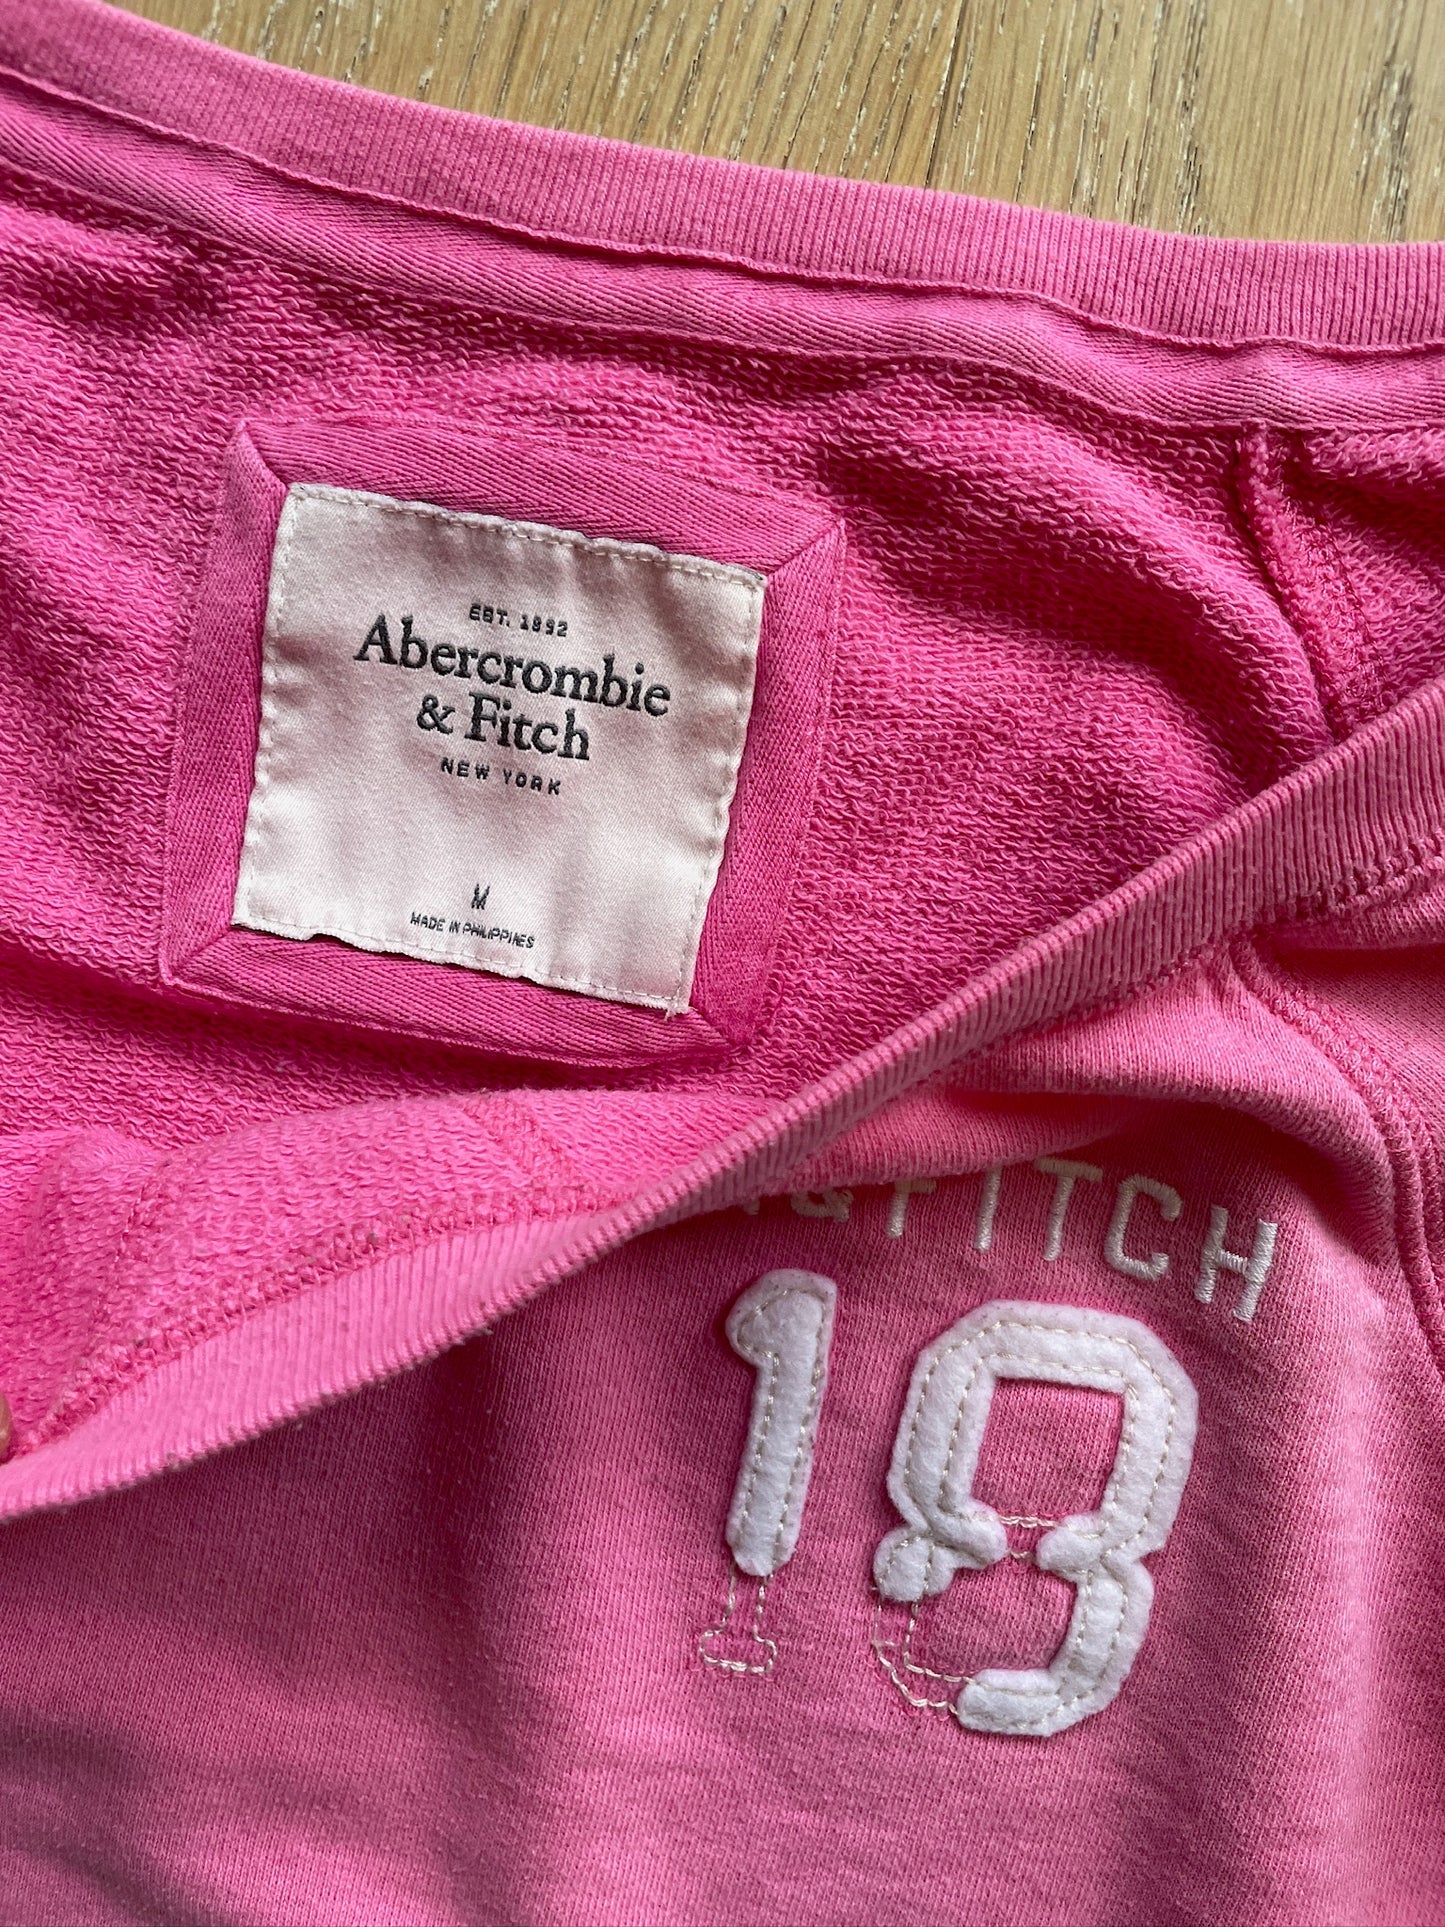 EST. 1892
Abercrombie
& Fitch
NEW YORK
M
MADE IN PHILIPPINES
&FITCH
18